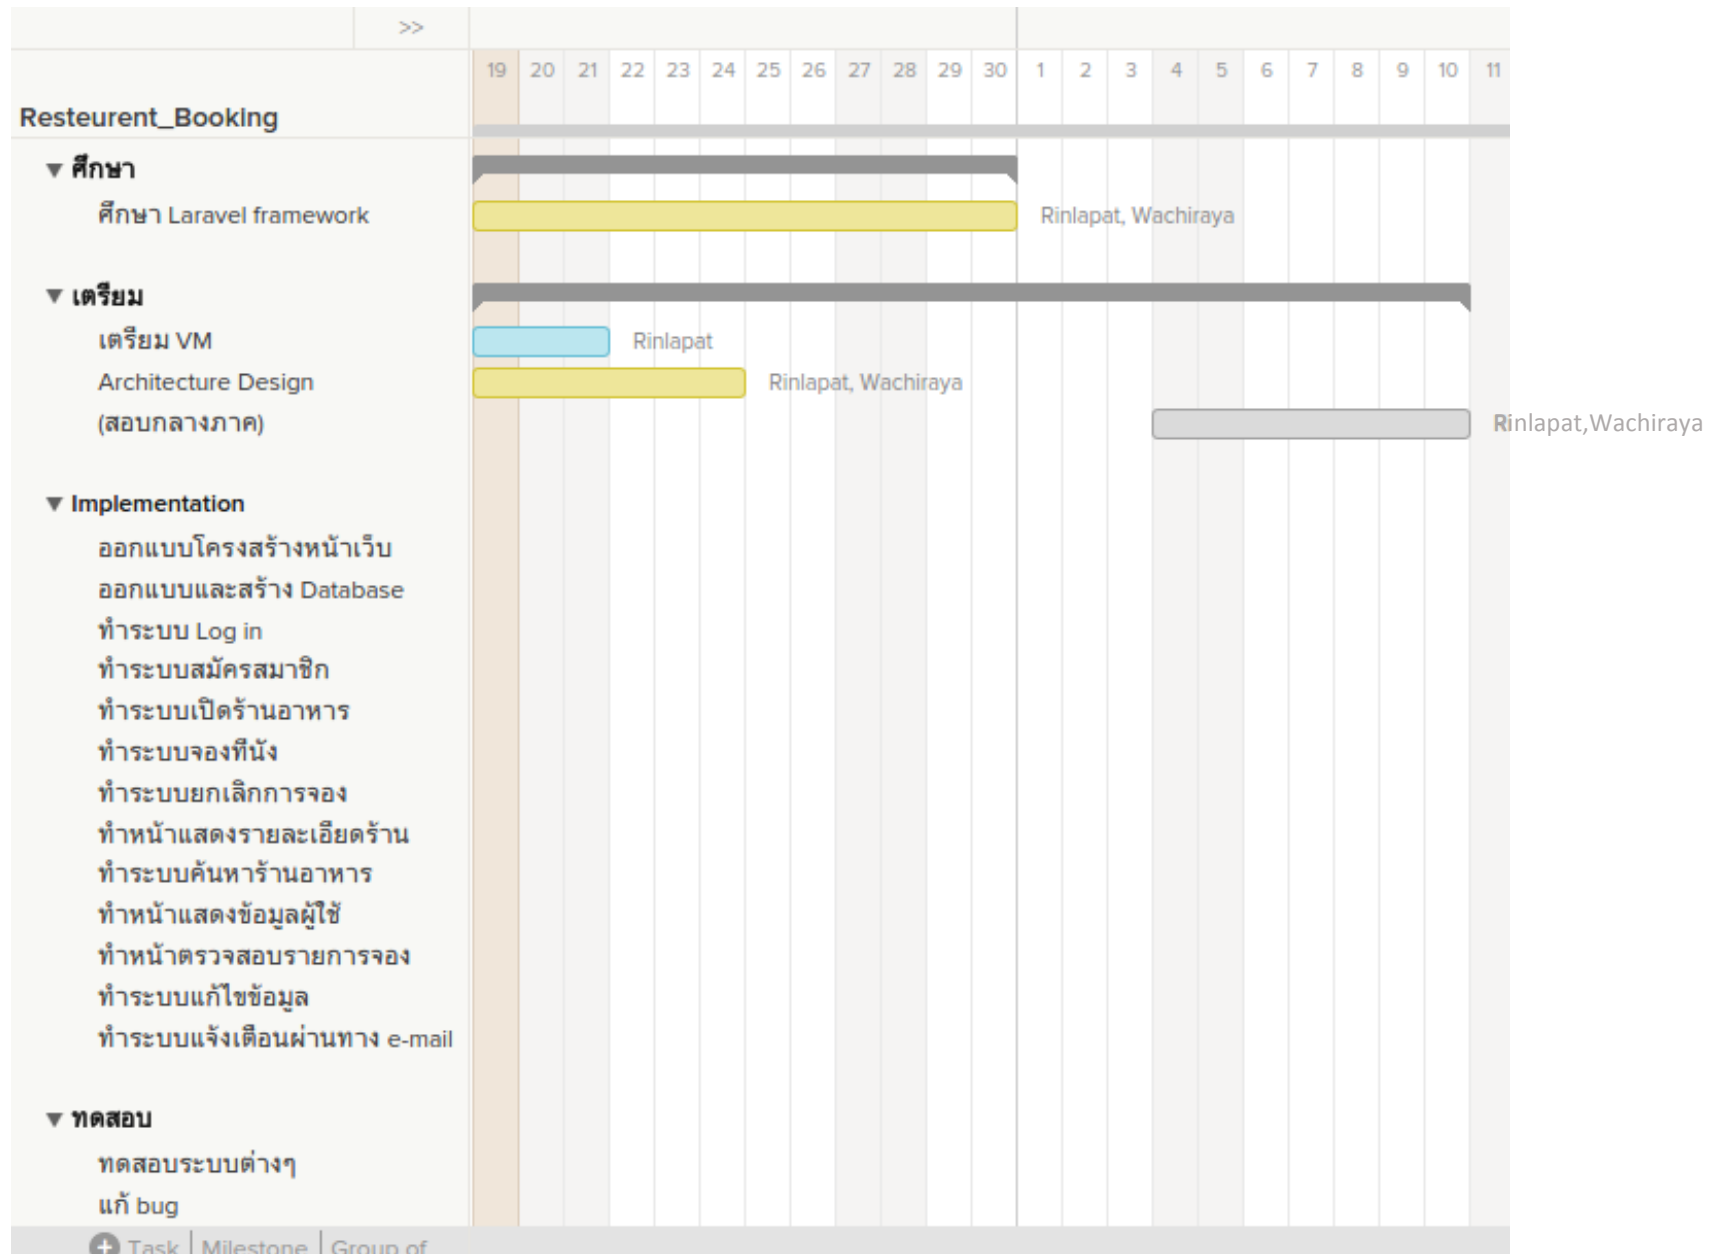 >>
19 20 21 22 23 24 25 26 27 28 29 30 1 2 3 4 5 6 7 8 9 10 11
Resteurent_Booking
ศึกษา
ศึกษา Laravel framework Rinlapat, Wachiraya
เตรียม
เตรียม VM Rinlapat
Architecture Design Rinlapat, Wachiraya
(สอบกลางภาค) Rinlapat,Wachiraya
Implementation
ออกแบบโครงสร้างหน้าเว็บ
ออกแบบและสร้าง Database
ทำระบบ Log in
ทำระบบสมัครสมาชิก
ทำระบบเปิดร้านอาหาร
ทำระบบจองที่นั่ง
ทำระบบยกเลิกการจอง
ทำหน้าแสดงรายละเอียดร้าน
ทำระบบค้นหาร้านอาหาร
ทำหน้าแสดงข้อมูลผู้ใช้
ทำหน้าตรวจสอบรายการจอง
ทำระบบแก้ไขข้อมูล
ทำระบบแจ้งเตือนผ่านทาง e-mail
ทดสอบ
ทดสอบระบบต่างๆ
แก้ bug
Task | Milestone | Group of